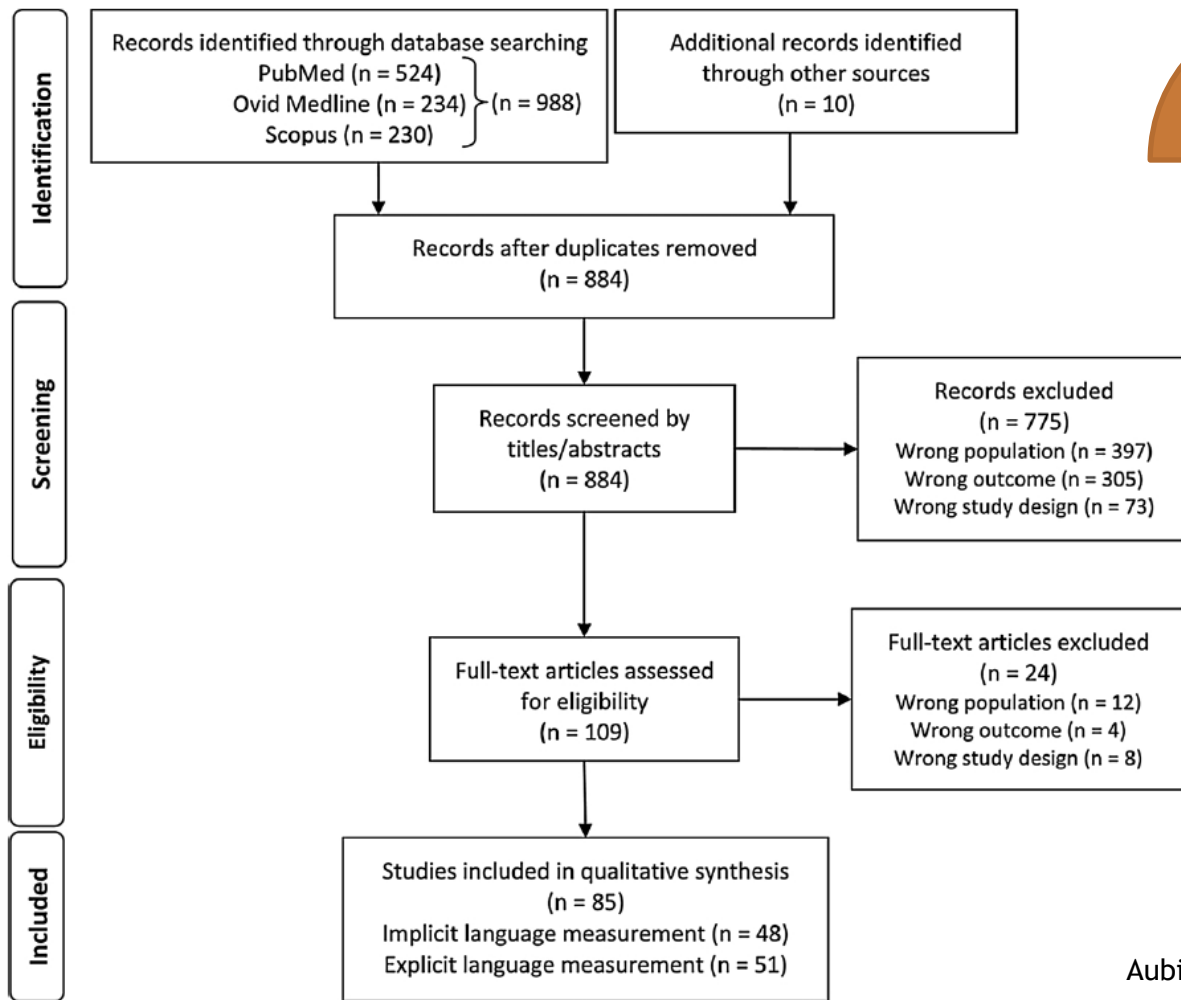 Identification
Records identified through database searching
PubMed (n = 524)
Ovid Medline (n = 234)
Scopus (n = 230)
(n = 988)
Additional records identified
through other sources
(n = 10)
Records after duplicates removed
(n = 884)
Screening
Records screened by
titles/abstracts
(n = 884)
Records excluded
(n = 775)
Wrong population (n = 397)
Wrong outcome (n = 305)
Wrong study design (n = 73)
Eligibility
Full-text articles assessed
for eligibility
(n = 109)
Full-text articles excluded
(n = 24)
Wrong population (n = 12)
Wrong outcome (n = 4)
Wrong study design (n = 8)
Included
Studies included in qualitative synthesis
(n = 85)
Implicit language measurement (n = 48)
Explicit language measurement (n = 51)
Aubi